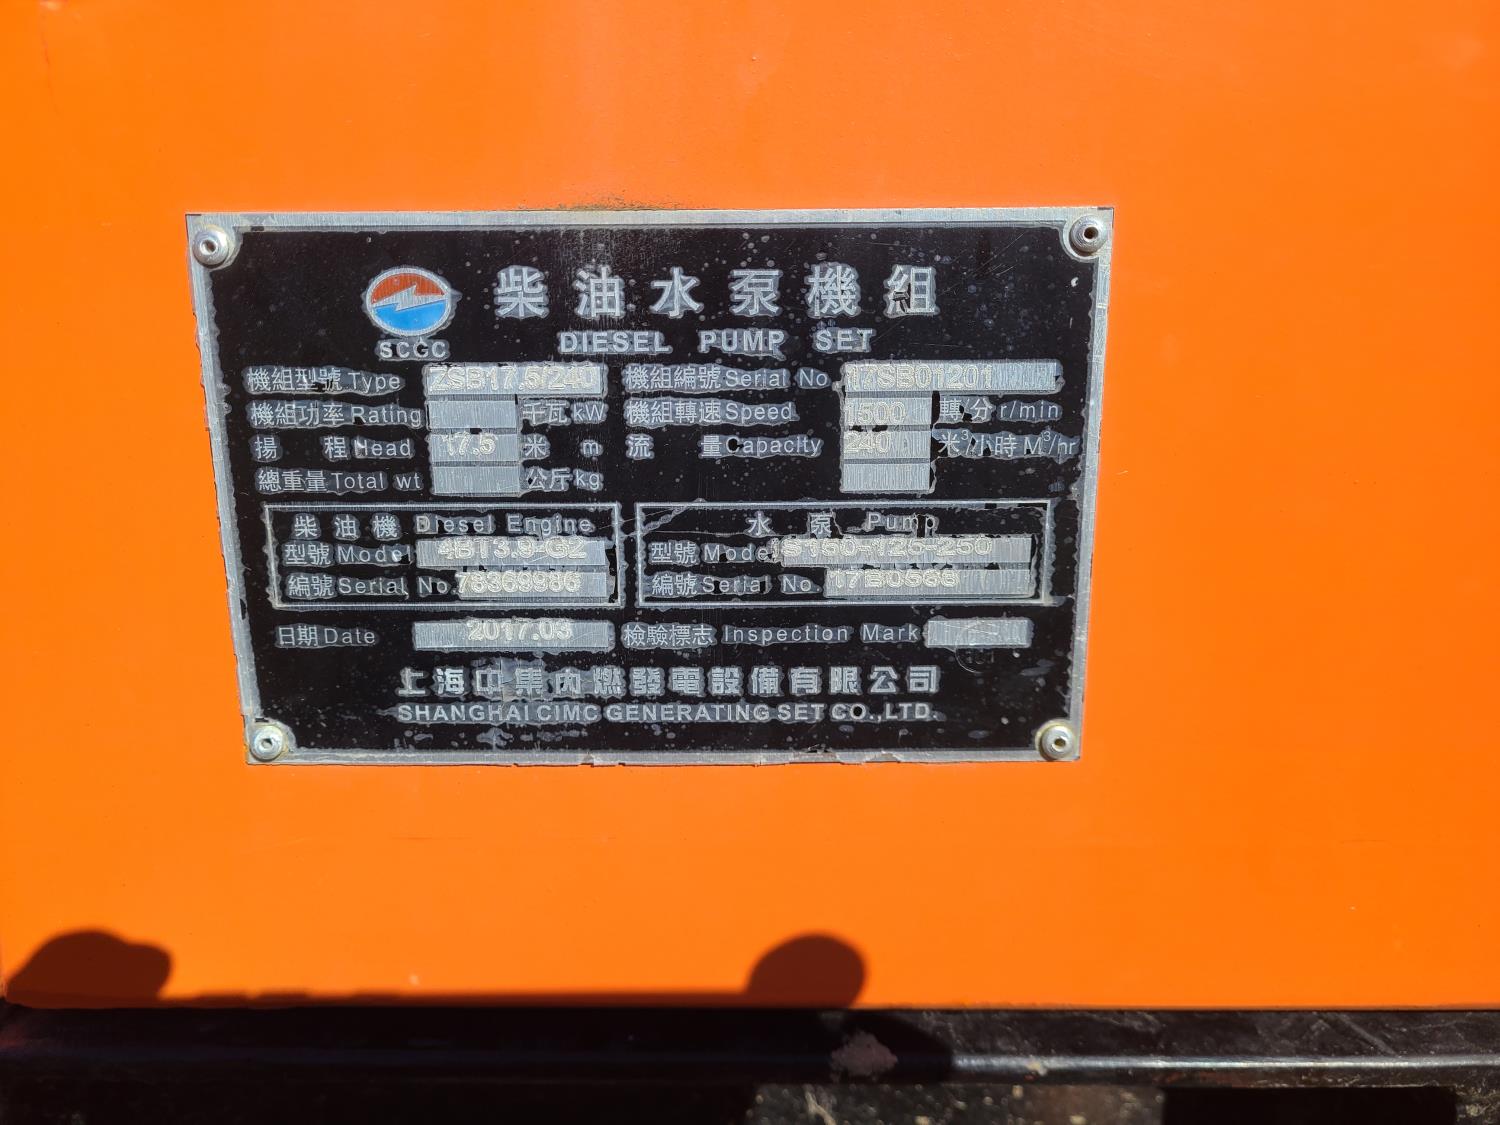 柴油水泵機組
SCGC DIESEL PUMP SET
機組型號 Type ZSB17.5/240 機組編號 Serial No. 17SB01201
機組功率 Rating 千瓦 kW 機組轉速 Speed 1500 轉/分 r/min
揚 程 Head 17.5 米 m 流 量 Capacity 240 米³/小時 M³/hr
總重量 Total wt 公斤 kg
柴油機 Diesel Engine 水泵 Pump
型號 Model 4BT3.9-G2 型號 Model IS150-125-250
編號 Serial No. 78369986 編號 Serial No. 17B0588
日期 Date 2017.03 檢驗標志 Inspection Mark
上海中集內燃發電設備有限公司
SHANGHAI CIMC GENERATING SET CO.,LTD.